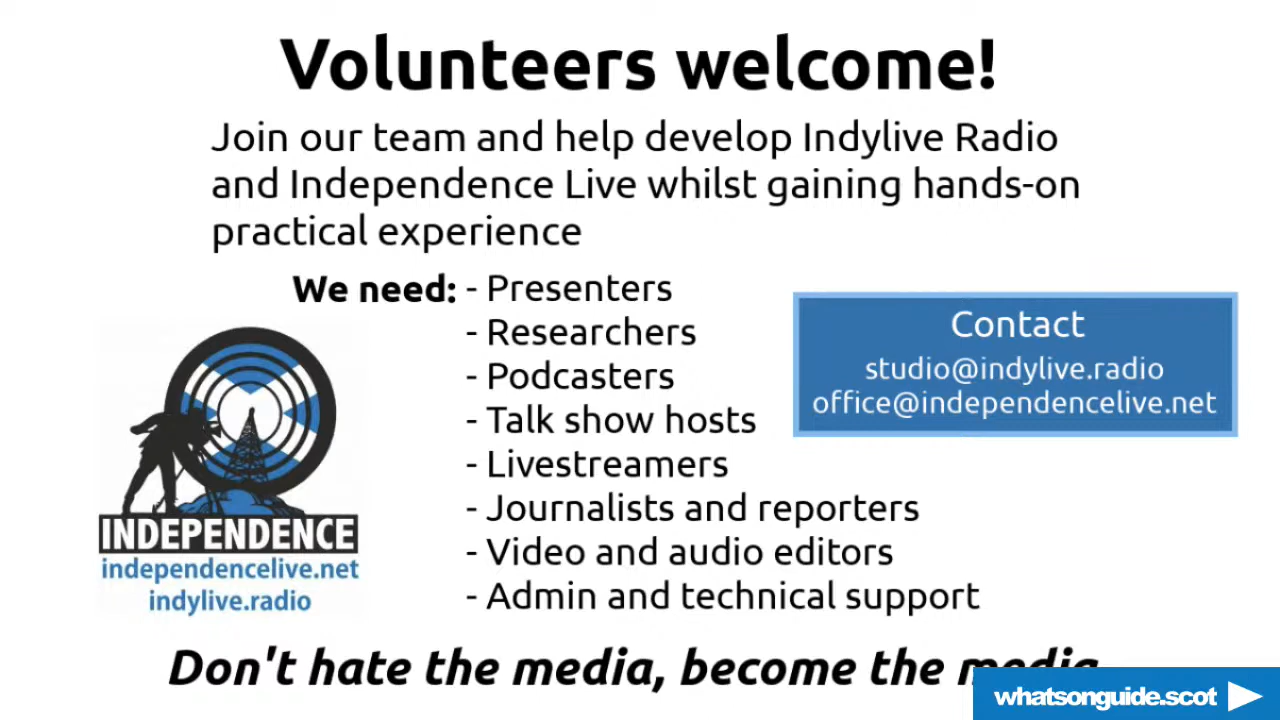 Volunteers welcome!
Join our team and help develop Indylive Radio
and Independence Live whilst gaining hands-on
practical experience
We need: - Presenters
- Researchers
- Podcasters
- Talk show hosts
- Livestreamers
- Journalists and reporters
- Video and audio editors
- Admin and technical support
Contact
studio@indylive.radio
office@independencelive.net
INDEPENDENCE
independencelive.net
indylive.radio
Don't hate the media, become the media
whatsonguide.scot